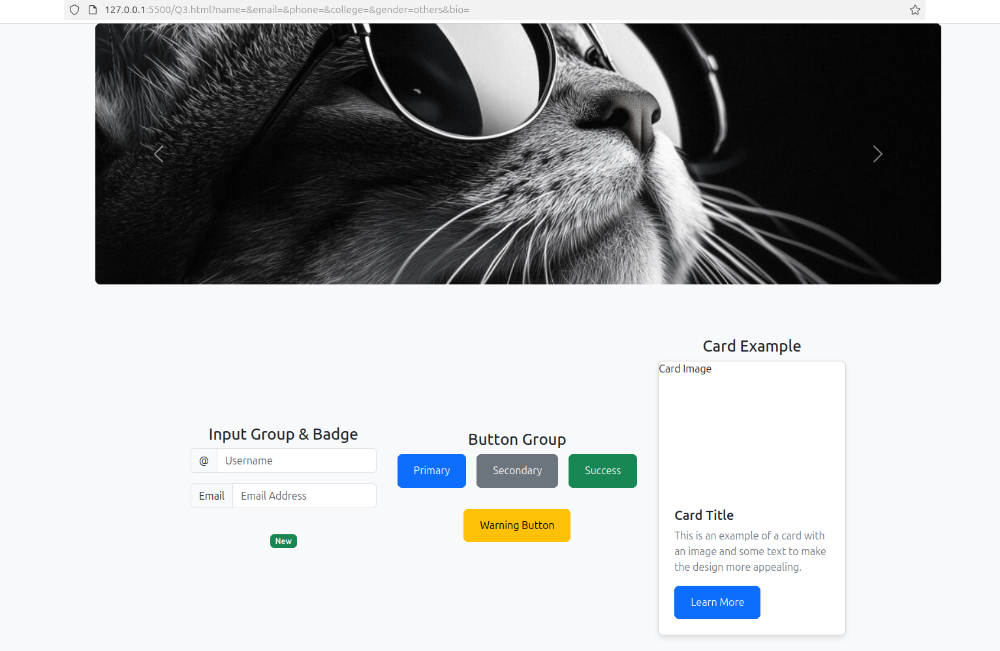 127.0.0.1:5500/Q3.html?name=&email=&phone=&college=&gender=others&bio=
Input Group & Badge
@ Username
Email Email Address
New
Button Group
Primary Secondary Success
Warning Button
Card Example
Card Image
Card Title
This is an example of a card with
an image and some text to make
the design more appealing.
Learn More